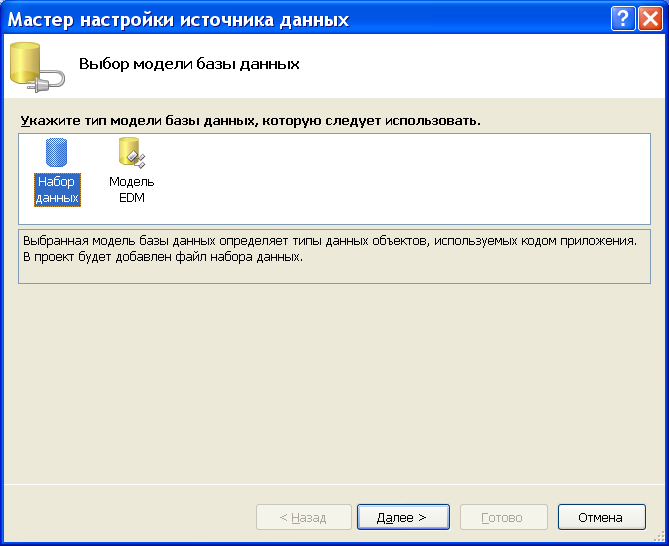 Мастер настройки источника данных
Выбор модели базы данных
Укажите тип модели базы данных, которую следует использовать.
Набор
данных
Модель
EDM
Выбранная модель базы данных определяет типы данных объектов, используемых кодом приложения.
В проект будет добавлен файл набора данных.
< Назад
Далее >
Готово
Отмена